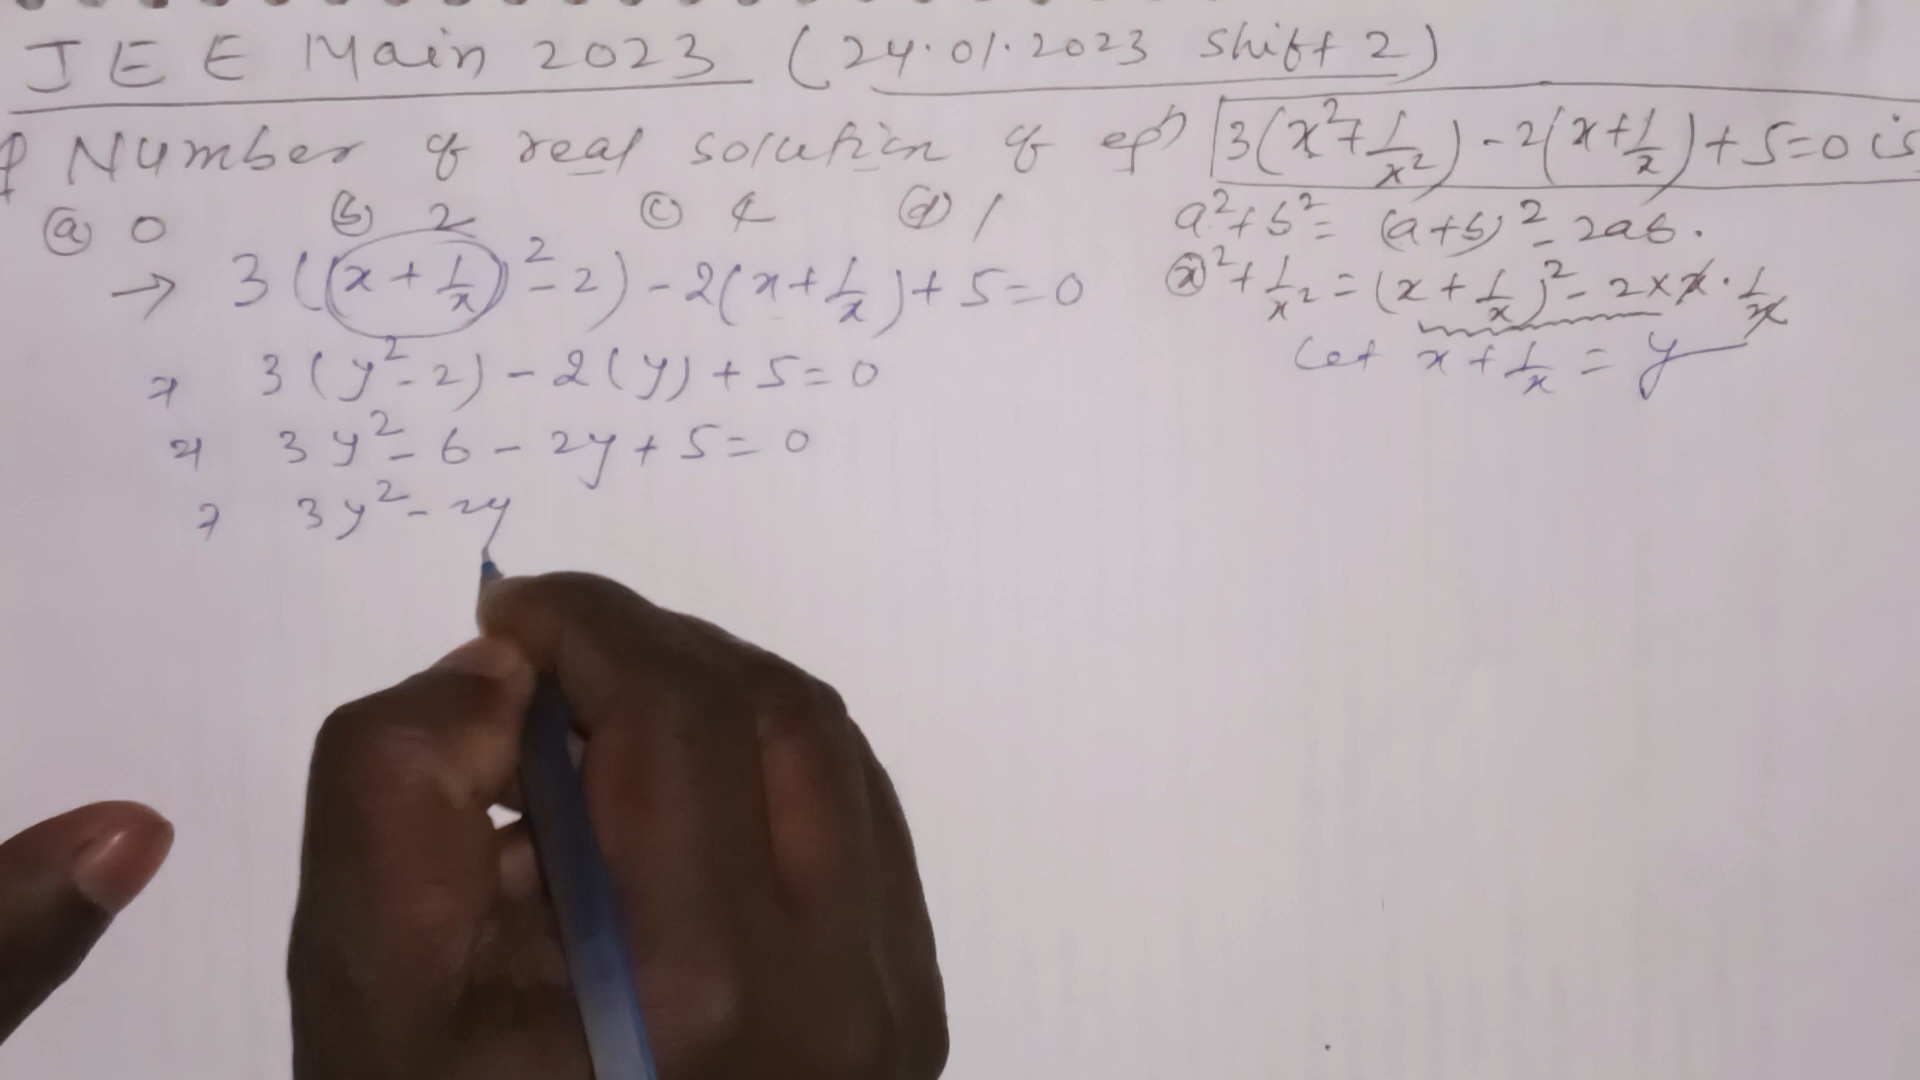 JEE Main 2023 (24.01.2023 Shift 2)
Number of real solution of eqⁿ 3(x²+1/x²)-2(x+1/x)+5=0 is
(a) 0 (b) 2 (c) 4 (d) 1
a²+b²= (a+b)²-2ab.
→ 3((x+1/x)²-2)-2(x+1/x)+5=0
(x)²+1/x²=(x+1/x)²-2×x·1/x
Let x+1/x = y
⇒ 3(y²-2)-2(y)+5=0
⇒ 3y²-6-2y+5=0
⇒ 3y²-2y